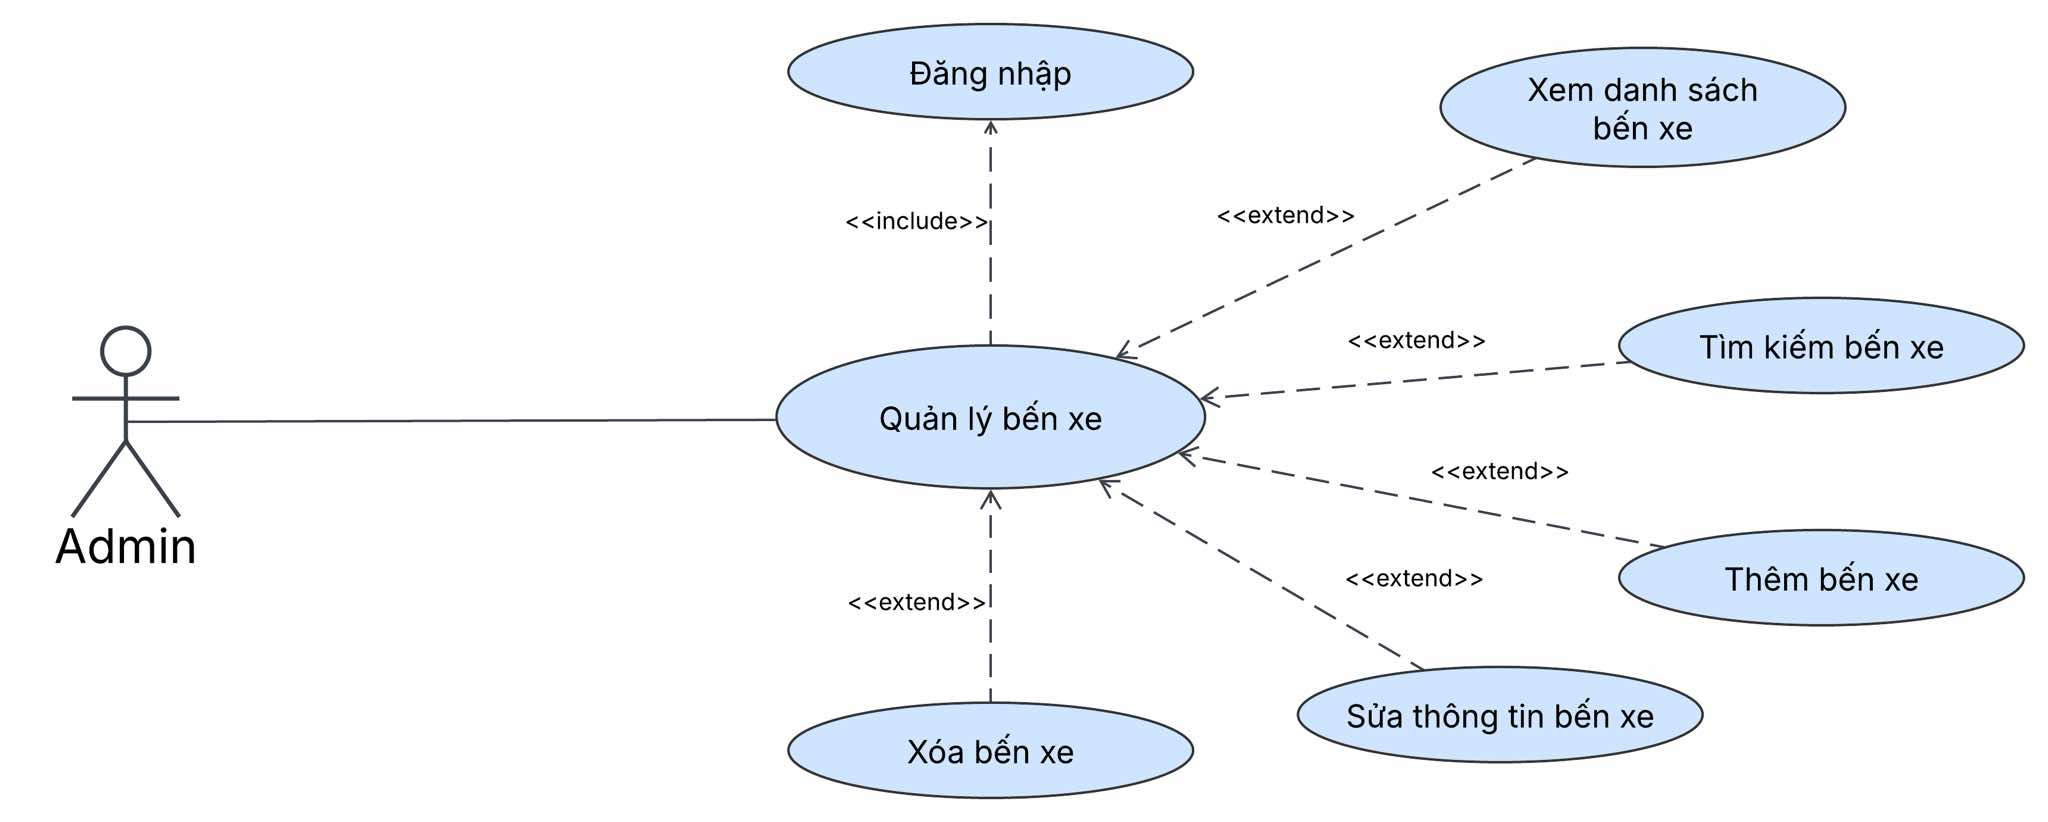 Đăng nhập
Xem danh sách
bến xe
<<include>>
<<extend>>
<<extend>>
Tìm kiếm bến xe
Quản lý bến xe
<<extend>>
Admin
Thêm bến xe
<<extend>>
<<extend>>
Sửa thông tin bến xe
Xóa bến xe